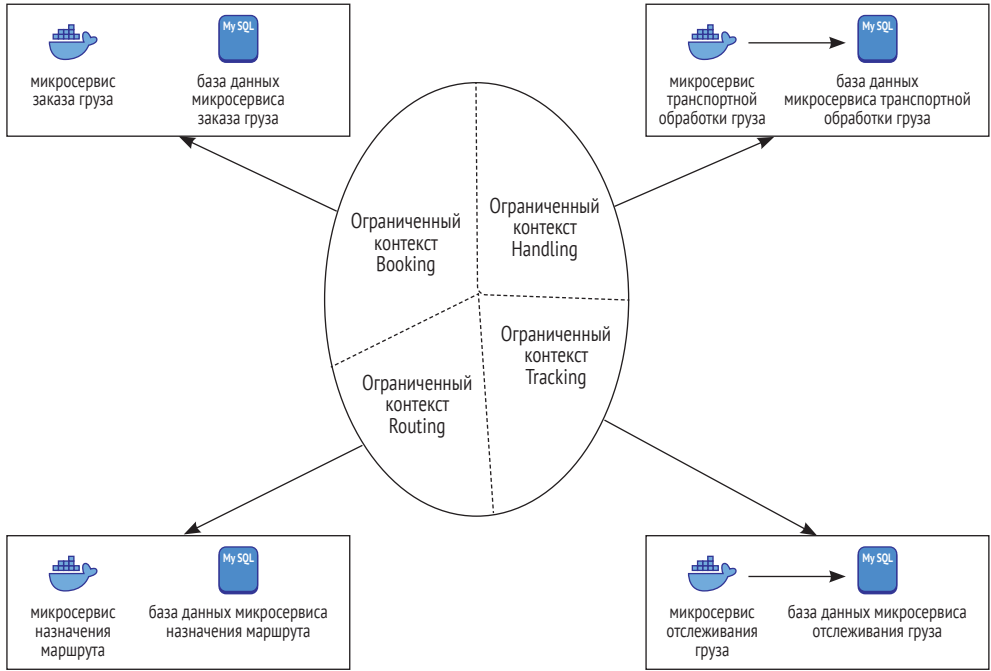 My SQL
микросервис
заказа груза
база данных
микросервиса
заказа груза
My SQL
микросервис
транспортной
обработки груза
база данных
микросервиса транспортной
обработки груза
Ограниченный
контекст
Booking
Ограниченный
контекст
Handling
Ограниченный
контекст
Routing
Ограниченный
контекст
Tracking
My SQL
микросервис
назначения
маршрута
база данных микросервиса
назначения маршрута
My SQL
микросервис
отслеживания
груза
база данных микросервиса
отслеживания груза